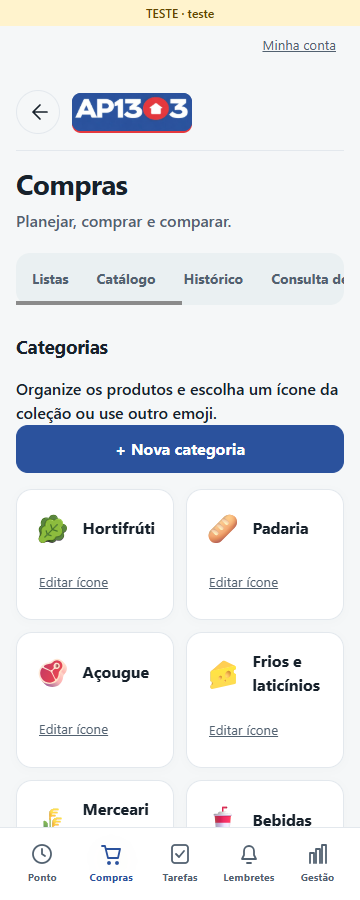 TESTE · teste
Minha conta
AP1303
Compras
Planejar, comprar e comparar.
Listas Catálogo Histórico Consulta de
Categorias
Organize os produtos e escolha um ícone da
coleção ou use outro emoji.
+ Nova categoria
Hortifrúti
Editar ícone
Padaria
Editar ícone
Açougue
Editar ícone
Frios e
laticínios
Editar ícone
Merceari
Bebidas
Ponto Compras Tarefas Lembretes Gestão